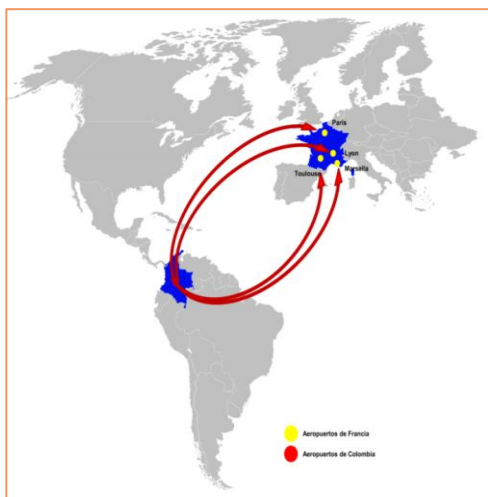 Paris
Lyon
Toulouse
Marsella
Aeropuertos de Francia
Aeropuertos de Colombia